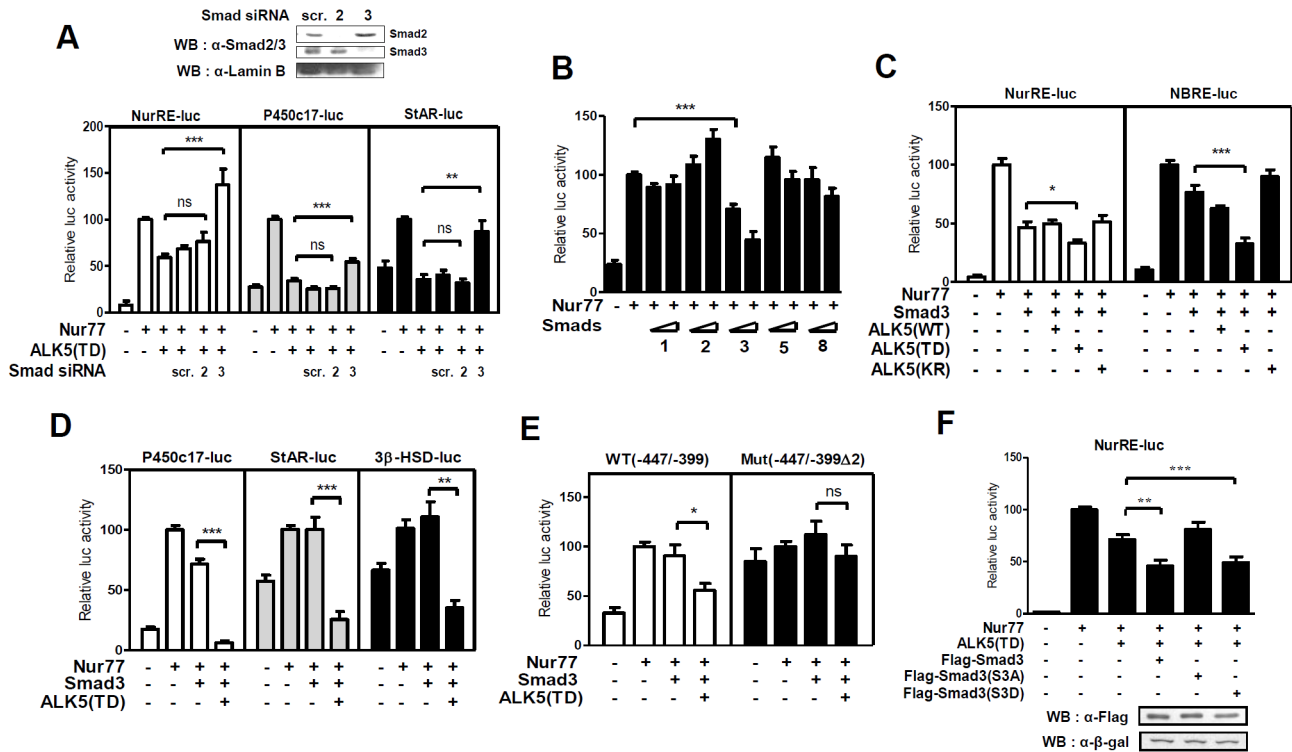 A
Smad siRNA scr. 2 3
WB : α-Smad2/3
Smad2
Smad3
WB : α-Lamin B
NurRE-luc P450c17-luc StAR-luc
Relative luc activity
200
150
100
50
0
*** ns *** ns ** ns
Nur77 - + + + + + - + + + + + - + + + + +
ALK5(TD) - - + + + + - - + + + + - - + + + +
Smad siRNA scr. 2 3 scr. 2 3 scr. 2 3
B
Relative luc activity
150
125
100
75
50
25
0
***
Nur77 - + + + + + + + + + + +
Smads 1 2 3 5 8
C
NurRE-luc NBRE-luc
Relative luc activity
150
100
50
0
* ***
Nur77 - + + + + + - + + + + +
Smad3 - - + + + + - - + + + +
ALK5(WT) - - - + - - - - - + - -
ALK5(TD) - - - - + - - - - - + -
ALK5(KR) - - - - - + - - - - - +
D
P450c17-luc StAR-luc 3β-HSD-luc
Relative luc activity
150
100
50
0
*** *** **
Nur77 - + + + - + + + - + + +
Smad3 - - + + - - + + - - + +
ALK5(TD) - - - + - - - + - - - +
E
WT(-447/-399) Mut(-447/-399Δ2)
Relative luc activity
150
100
50
0
* ns
Nur77 - + + + - + + +
Smad3 - - + + - - + +
ALK5(TD) - - - + - - - +
F
NurRE-luc
Relative luc activity
150
100
50
0
** ***
Nur77 - + + + + +
ALK5(TD) - - + + + +
Flag-Smad3 - - - + - -
Flag-Smad3(S3A) - - - - + -
Flag-Smad3(S3D) - - - - - +
WB : α-Flag
WB : α-β-gal